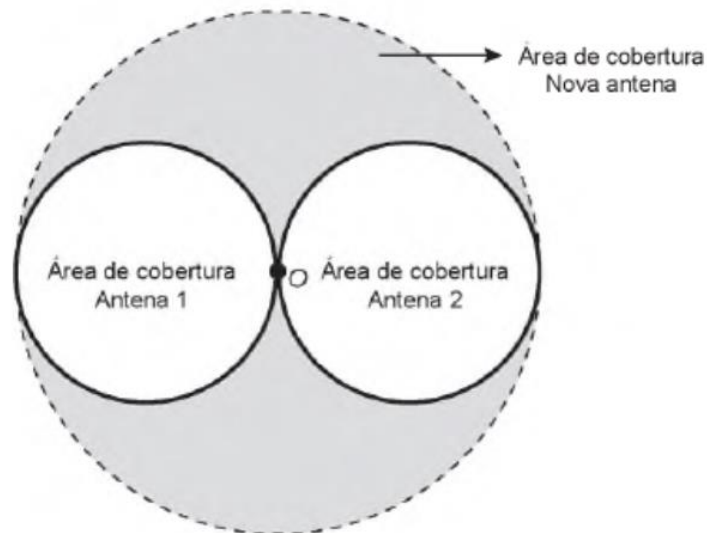 Área de cobertura
Nova antena
Área de cobertura
Antena 1
O
Área de cobertura
Antena 2